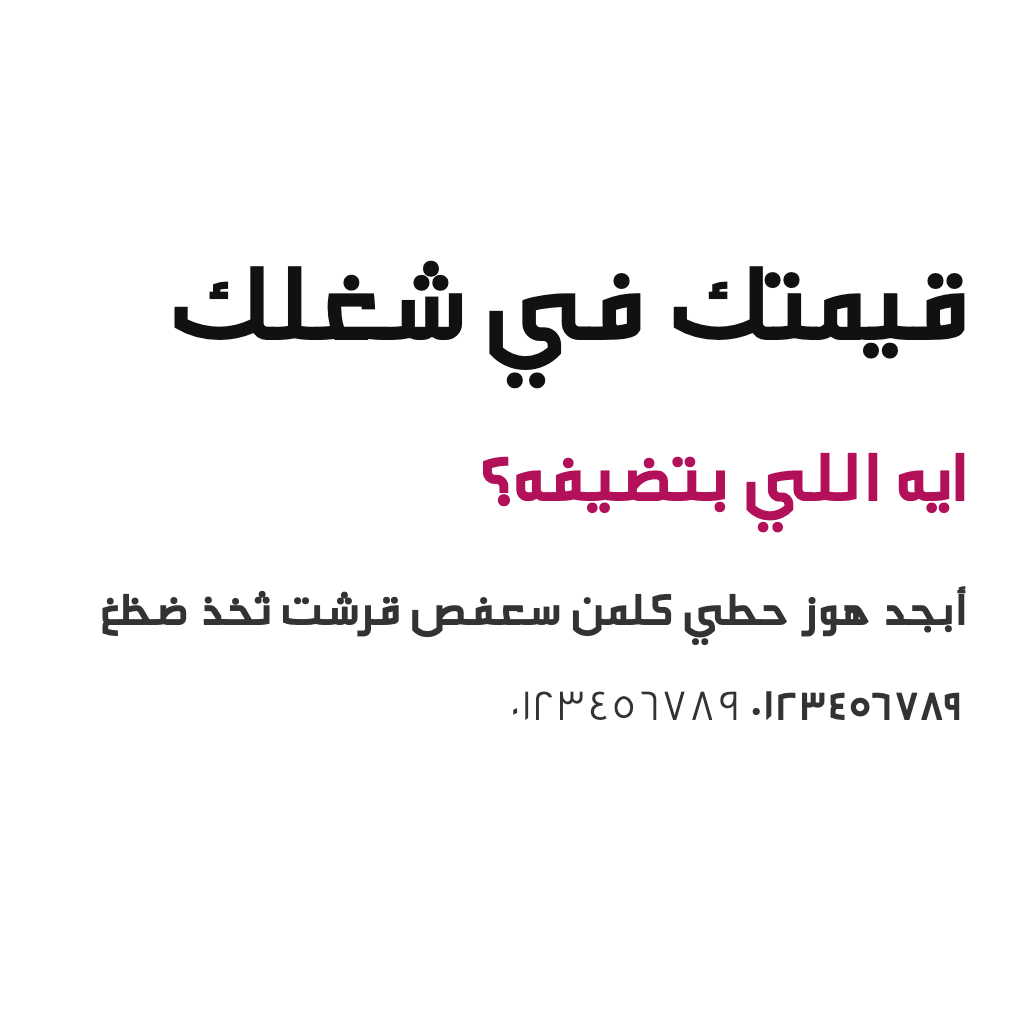 قيمتك في شغلك
ايه اللي بتضيفه؟
أبجد هوز حطي كلمن سعفص قرشت ثخذ ضظغ
٠١٢٣٤٥٦٧٨٩ ٠١٢٣٤٥٦٧٨٩